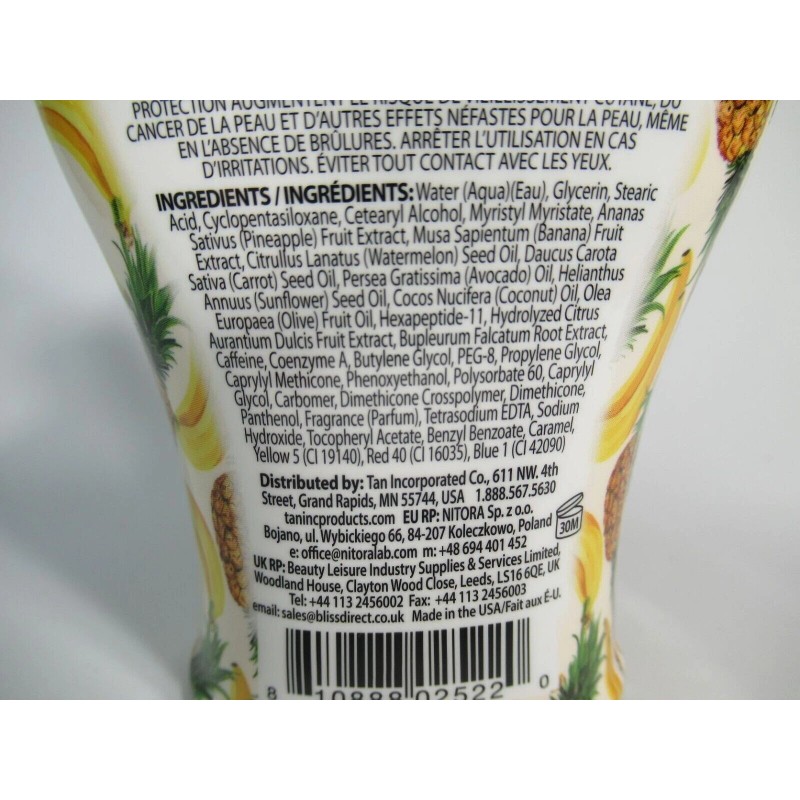 PROTECTION AUGMENTENT LE RISQUE DE VIEILLISSEMENT CUTANÉ, DU
CANCER DE LA PEAU ET D'AUTRES EFFETS NÉFASTES POUR LA PEAU, MÊME
EN L'ABSENCE DE BRÛLURES. ARRÊTER L'UTILISATION EN CAS
D'IRRITATIONS. ÉVITER TOUT CONTACT AVEC LES YEUX.
INGREDIENTS / INGRÉDIENTS: Water (Aqua)(Eau), Glycerin, Stearic
Acid, Cyclopentasiloxane, Cetearyl Alcohol, Myristyl Myristate, Ananas
Sativus (Pineapple) Fruit Extract, Musa Sapientum (Banana) Fruit
Extract, Citrullus Lanatus (Watermelon) Seed Oil, Daucus Carota
Sativa (Carrot) Seed Oil, Persea Gratissima (Avocado) Oil, Helianthus
Annuus (Sunflower) Seed Oil, Cocos Nucifera (Coconut) Oil, Olea
Europaea (Olive) Fruit Oil, Hexapeptide-11, Hydrolyzed Citrus
Aurantium Dulcis Fruit Extract, Bupleurum Falcatum Root Extract,
Caffeine, Coenzyme A, Butylene Glycol, PEG-8, Propylene Glycol,
Caprylyl Methicone, Phenoxyethanol, Polysorbate 60, Caprylyl
Glycol, Carbomer, Dimethicone Crosspolymer, Dimethicone,
Panthenol, Fragrance (Parfum), Tetrasodium EDTA, Sodium
Hydroxide, Tocopheryl Acetate, Benzyl Benzoate, Caramel,
Yellow 5 (CI 19140), Red 40 (CI 16035), Blue 1 (CI 42090)
Distributed by: Tan Incorporated Co., 611 NW. 4th
Street, Grand Rapids, MN 55744, USA 1.888.567.5630
tanincproducts.com EU RP: NITORA Sp. z o.o.
Bojano, ul. Wybickiego 66, 84-207 Koleczkowo, Poland
30M
e: office@nitoralab.com m: +48 694 401 452
UK RP: Beauty Leisure Industry Supplies & Services Limited,
Woodland House, Clayton Wood Close, Leeds, LS16 6QE, UK
Tel: +44 113 2456002 Fax: +44 113 2456003
email: sales@blissdirect.co.uk Made in the USA/Fait aux É-U.
8 10888 02522 0